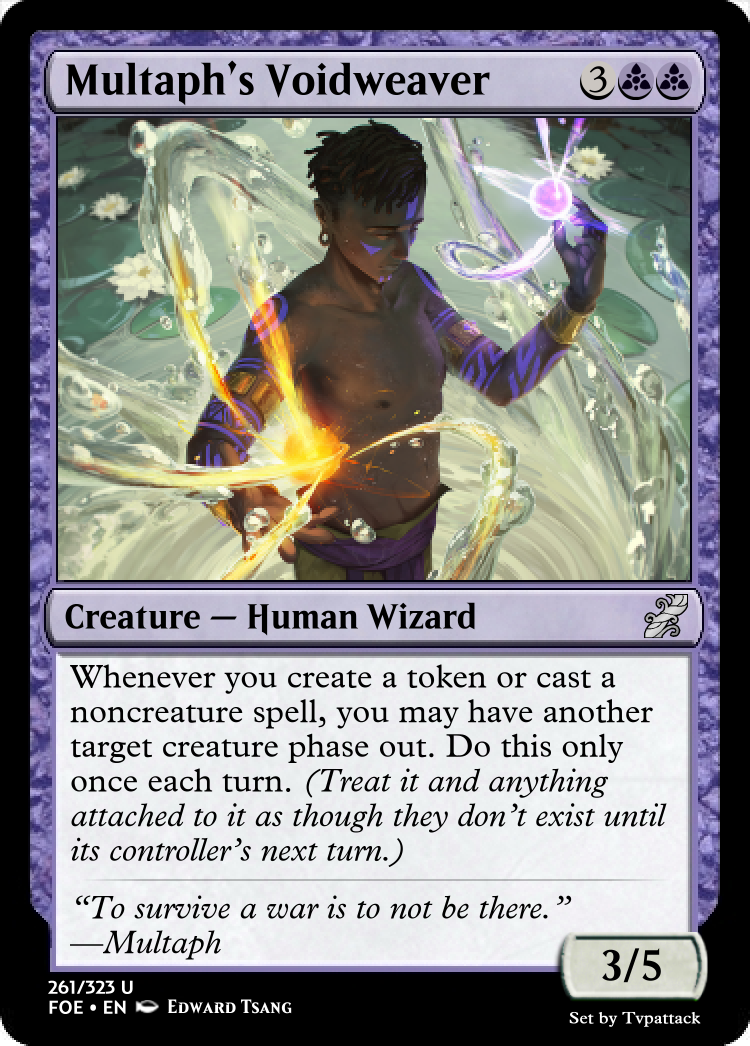 Multaph's Voidweaver 3
Creature — Human Wizard
Whenever you create a token or cast a
noncreature spell, you may have another
target creature phase out. Do this only
once each turn. (Treat it and anything
attached to it as though they don't exist until
its controller's next turn.)
“To survive a war is to not be there.”
—Multaph
3/5
261/323 U
FOE • EN Edward Tsang
Set by Tvpattack